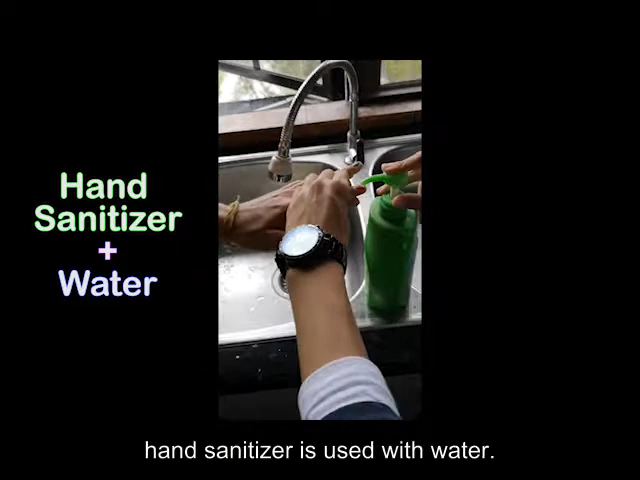 Hand
Sanitizer
+
Water
hand sanitizer is used with water.